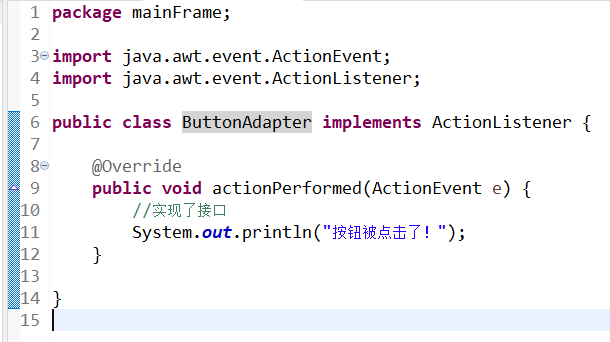 1 package mainFrame;
2
3 import java.awt.event.ActionEvent;
4 import java.awt.event.ActionListener;
5
6 public class ButtonAdapter implements ActionListener {
7
8     @Override
9     public void actionPerformed(ActionEvent e) {
10         //实现了接口
11         System.out.println("按钮被点击了！");
12     }
13
14 }
15